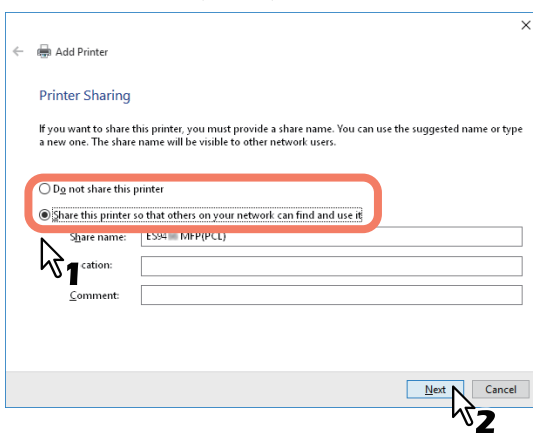 Add Printer
Printer Sharing
If you want to share this printer, you must provide a share name. You can use the suggested name or type
a new one. The share name will be visible to other network users.
Do not share this printer
Share this printer so that others on your network can find and use it
Share name: ES94 MFP(PCL)
1
cation:
Comment:
Next Cancel
2